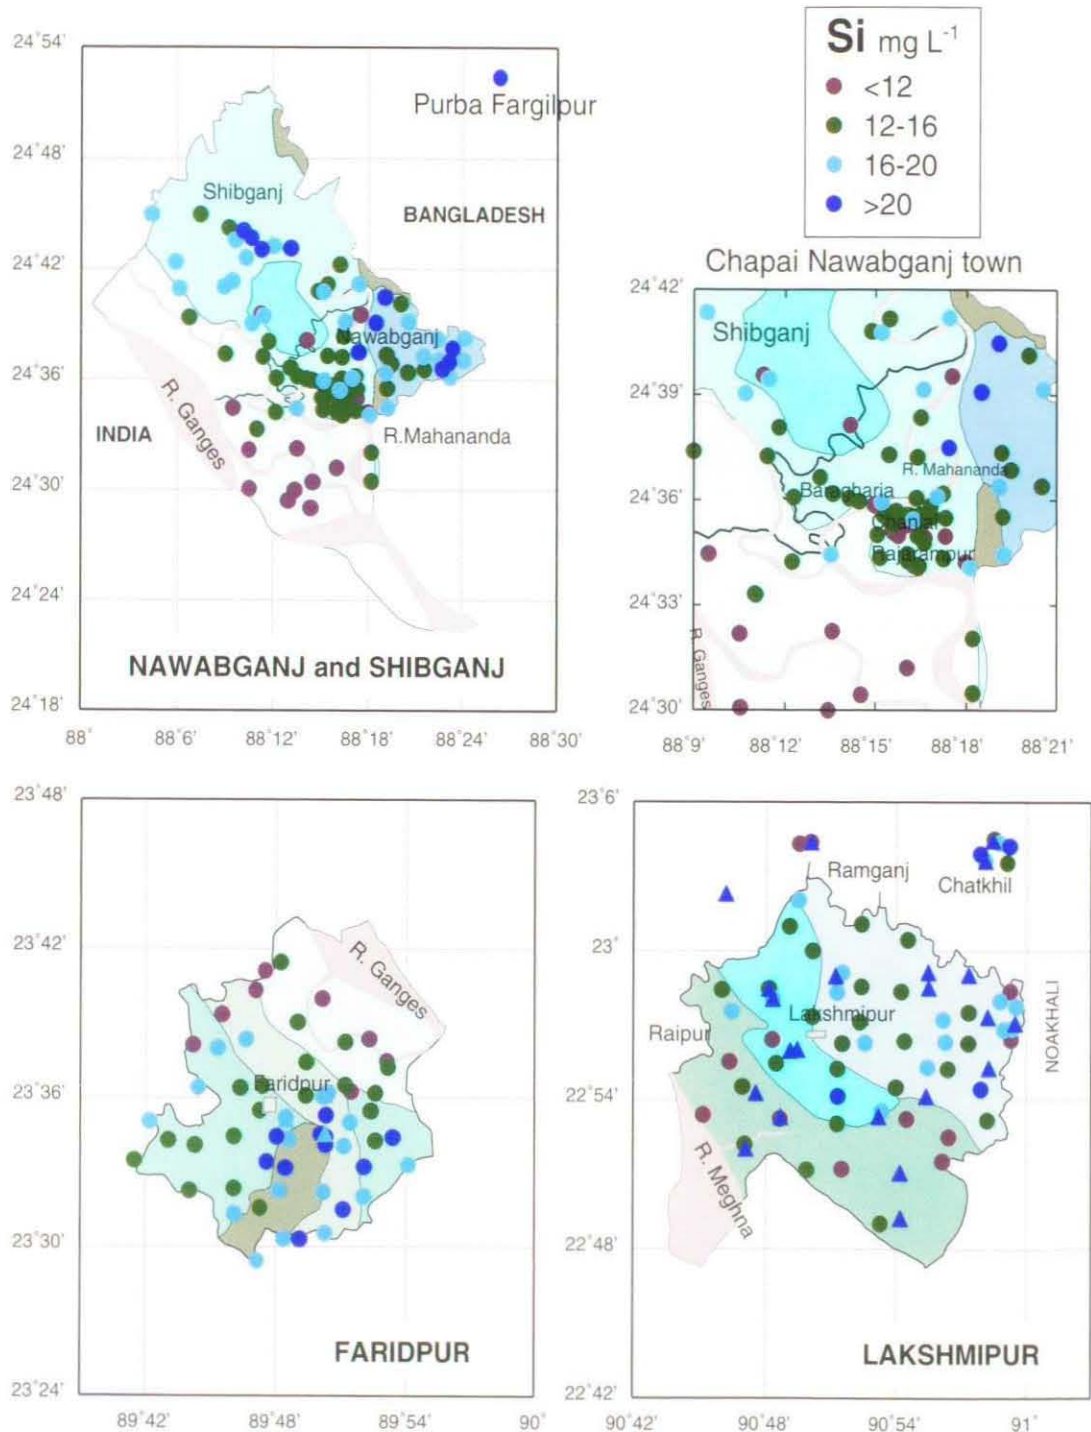 Si mg L-1
<12
12-16
16-20
>20
24°54'
24°48'
24°42'
24°36'
24°30'
24°24'
24°18'
88°
88°6'
88°12'
88°18'
88°24'
88°30'
Purba Fargilpur
Shibganj
BANGLADESH
Nawabganj
R. Ganges
INDIA
R.Mahananda
NAWABGANJ and SHIBGANJ
Chapai Nawabganj town
24°42'
24°39'
24°36'
24°33'
24°30'
88°9'
88°12'
88°15'
88°18'
88°21'
Shibganj
R. Mahananda
Baragharia
Chanlai
Rajarampur
R. Ganges
23°48'
23°42'
23°36'
23°30'
23°24'
89°42'
89°48'
89°54'
90°
R. Ganges
Faridpur
FARIDPUR
23°6'
23°
22°54'
22°48'
22°42'
90°42'
90°48'
90°54'
91°
Ramganj
Chatkhil
Lakshmipur
Raipur
NOAKHALI
R. Meghna
LAKSHMIPUR